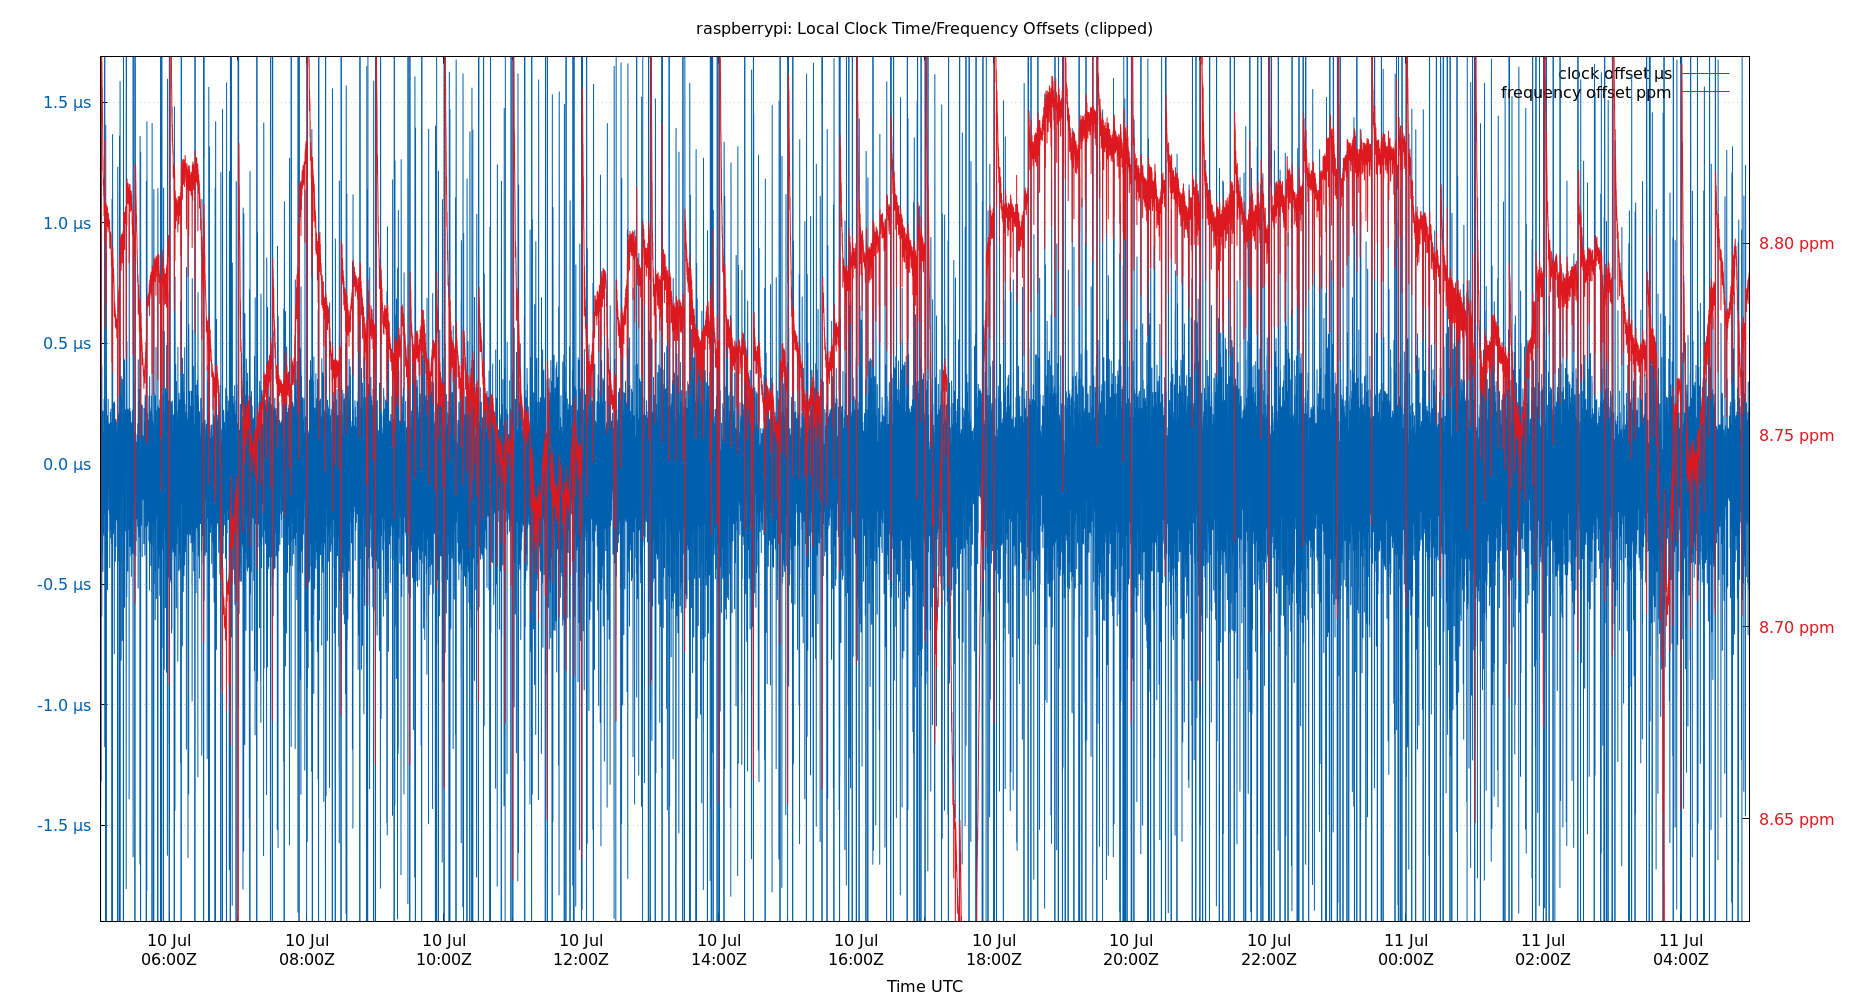 raspberrypi: Local Clock Time/Frequency Offsets (clipped)
clock offset µs
frequency offset ppm
1.5 µs
1.0 µs
0.5 µs
0.0 µs
-0.5 µs
-1.0 µs
-1.5 µs
8.80 ppm
8.75 ppm
8.70 ppm
8.65 ppm
10 Jul 10 Jul 10 Jul 10 Jul 10 Jul 10 Jul 10 Jul 10 Jul 10 Jul 11 Jul 11 Jul 11 Jul
06:00Z 08:00Z 10:00Z 12:00Z 14:00Z 16:00Z 18:00Z 20:00Z 22:00Z 00:00Z 02:00Z 04:00Z
Time UTC